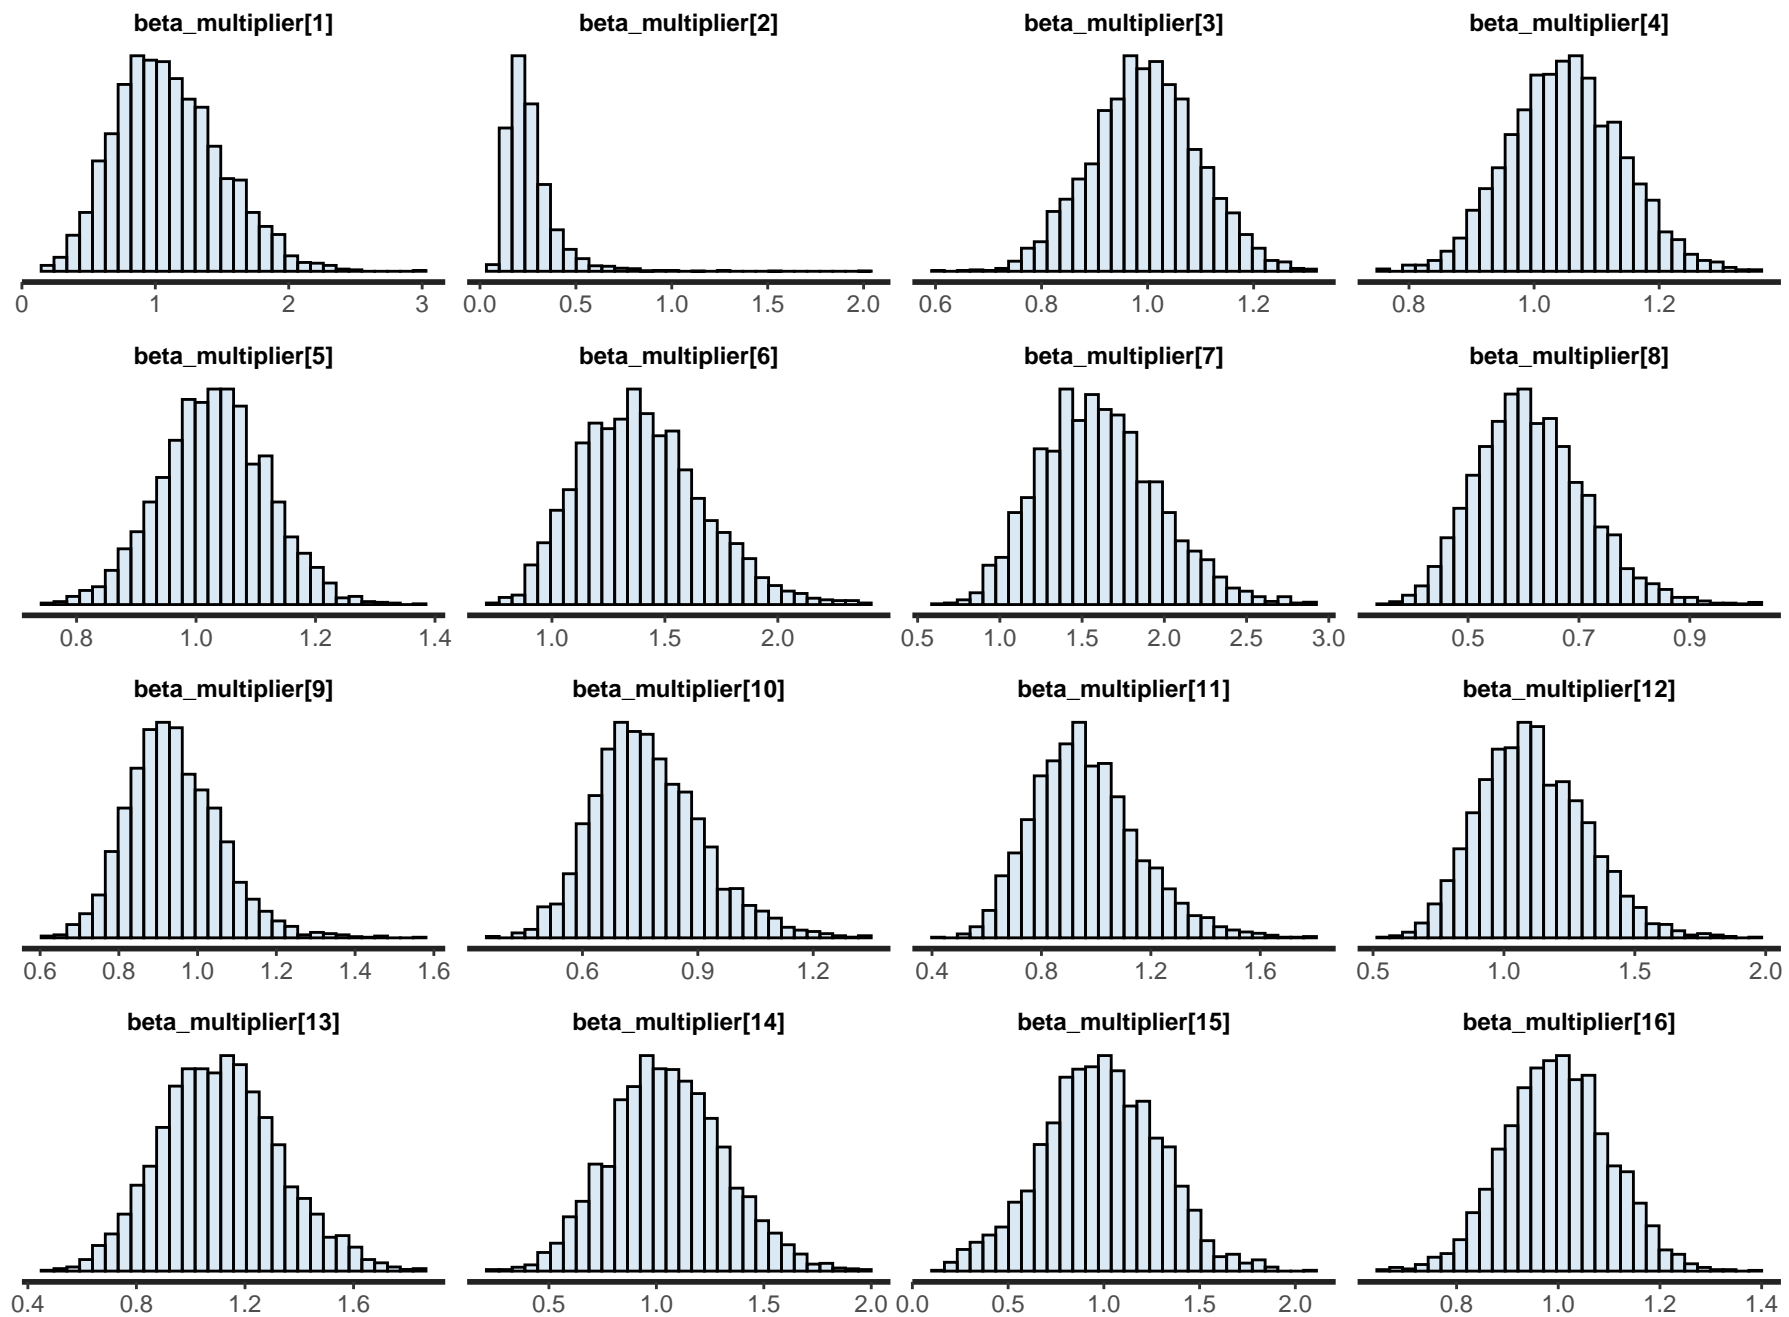 beta_multiplier[1] beta_multiplier[2] beta_multiplier[3] beta_multiplier[4]
0 1 2 3 0.0 0.5 1.0 1.5 2.0 0.6 0.8 1.0 1.2 0.8 1.0 1.2
beta_multiplier[5] beta_multiplier[6] beta_multiplier[7] beta_multiplier[8]
0.8 1.0 1.2 1.4 1.0 1.5 2.0 0.5 1.0 1.5 2.0 2.5 3.0 0.5 0.7 0.9
beta_multiplier[9] beta_multiplier[10] beta_multiplier[11] beta_multiplier[12]
0.6 0.8 1.0 1.2 1.4 1.6 0.6 0.9 1.2 0.4 0.8 1.2 1.6 0.5 1.0 1.5 2.0
beta_multiplier[13] beta_multiplier[14] beta_multiplier[15] beta_multiplier[16]
0.4 0.8 1.2 1.6 0.5 1.0 1.5 2.0 0.0 0.5 1.0 1.5 2.0 0.8 1.0 1.2 1.4